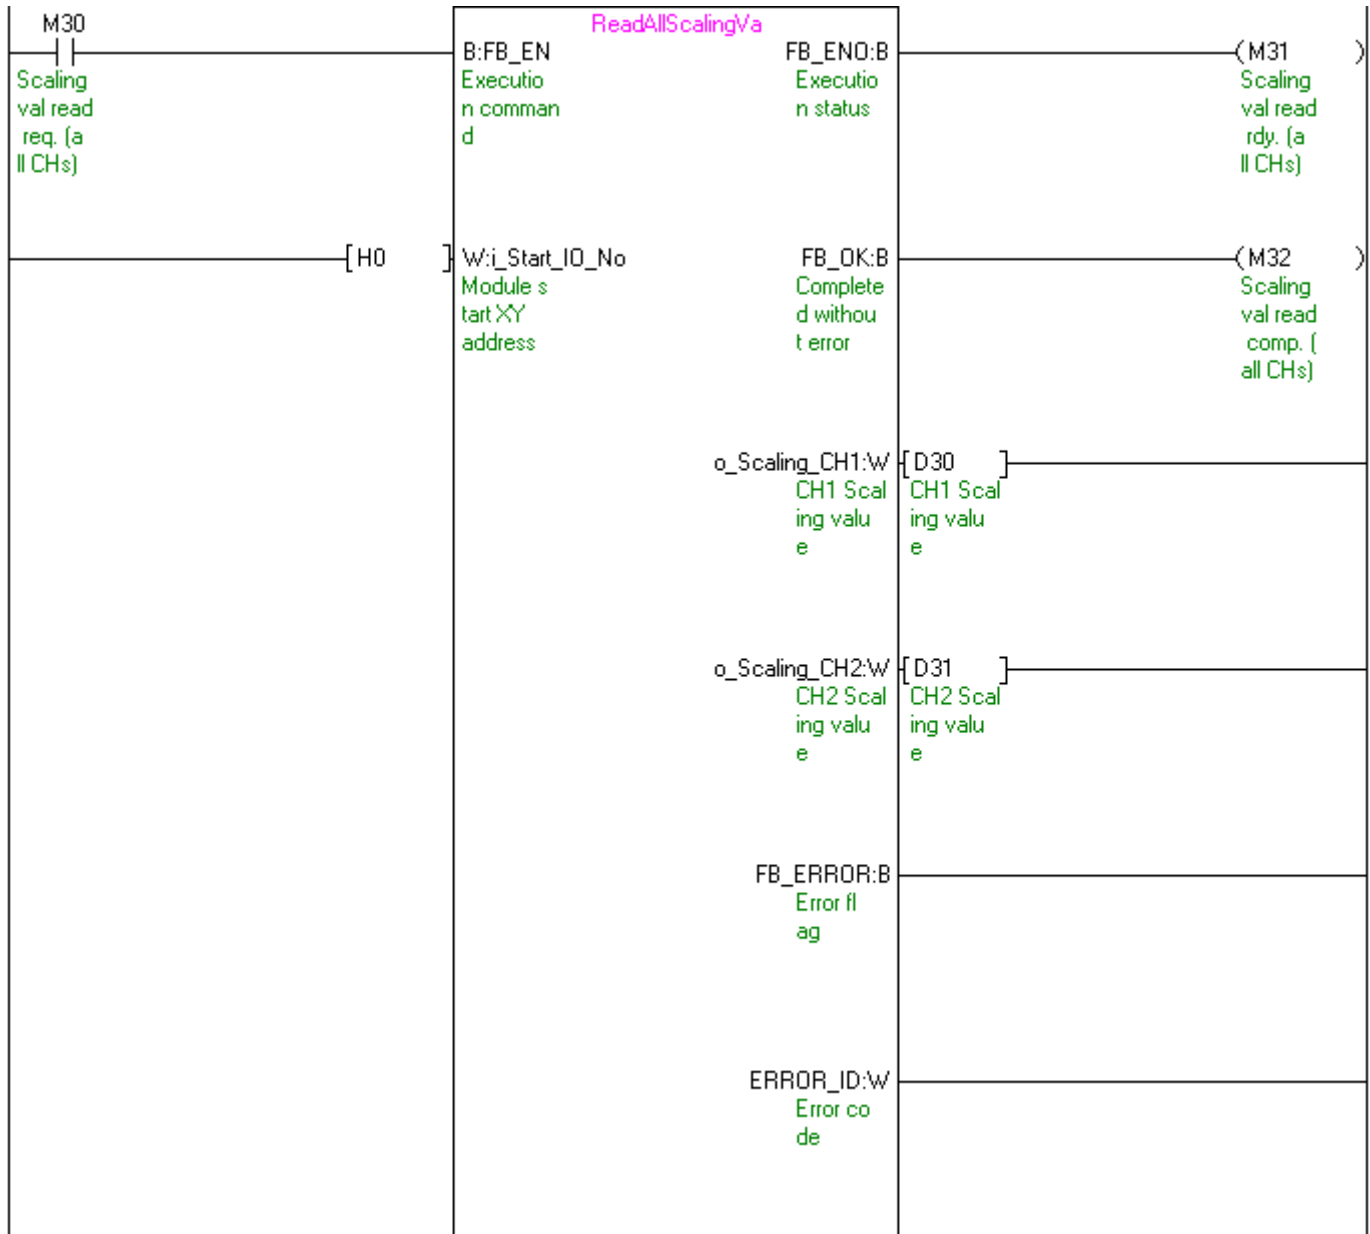 M30
ReadAllScalingVa
B:FB_EN
FB_ENO:B
(M31 )
Scaling
val read
req. (a
ll CHs)
Executio
n comman
d
Executio
n status
Scaling
val read
rdy. (a
ll CHs)
[H0 ]
W:i_Start_IO_No
FB_OK:B
(M32 )
Module s
tart XY
address
Complete
d withou
t error
Scaling
val read
comp. (
all CHs)
o_Scaling_CH1:W
[D30 ]
CH1 Scal
ing valu
e
CH1 Scal
ing valu
e
o_Scaling_CH2:W
[D31 ]
CH2 Scal
ing valu
e
CH2 Scal
ing valu
e
FB_ERROR:B
Error fl
ag
ERROR_ID:W
Error co
de